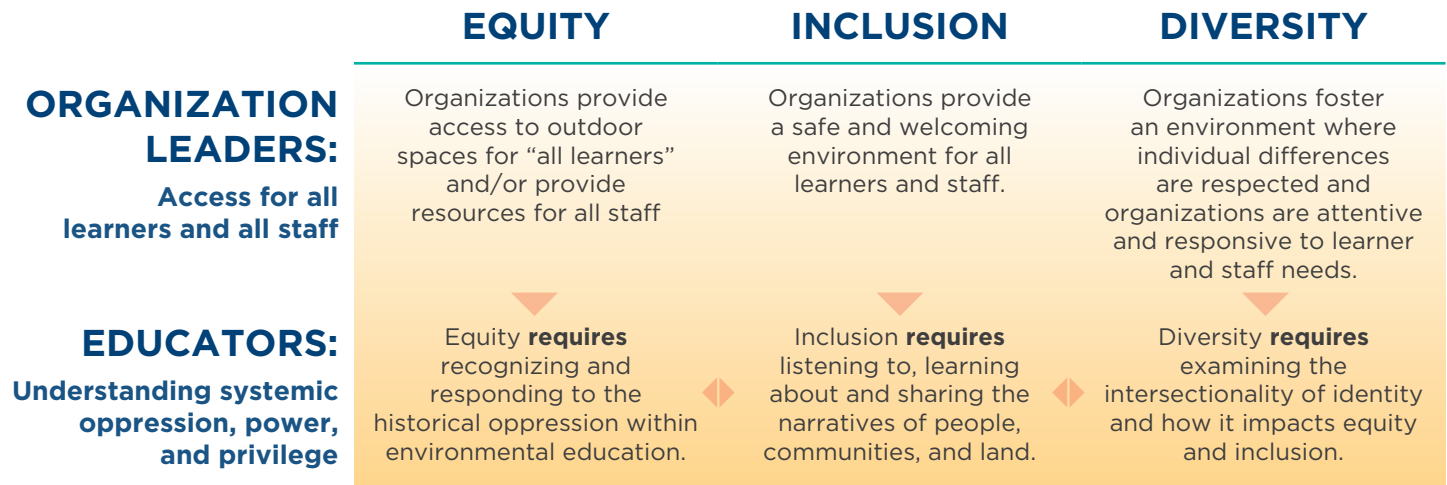 EQUITY
INCLUSION
DIVERSITY
ORGANIZATION
LEADERS:
Access for all
learners and all staff
Organizations provide
access to outdoor
spaces for “all learners”
and/or provide
resources for all staff
Organizations provide
a safe and welcoming
environment for all
learners and staff.
Organizations foster
an environment where
individual differences
are respected and
organizations are attentive
and responsive to learner
and staff needs.
EDUCATORS:
Understanding systemic
oppression, power,
and privilege
Equity requires
recognizing and
responding to the
historical oppression within
environmental education.
Inclusion requires
listening to, learning
about and sharing the
narratives of people,
communities, and land.
Diversity requires
examining the
intersectionality of identity
and how it impacts equity
and inclusion.